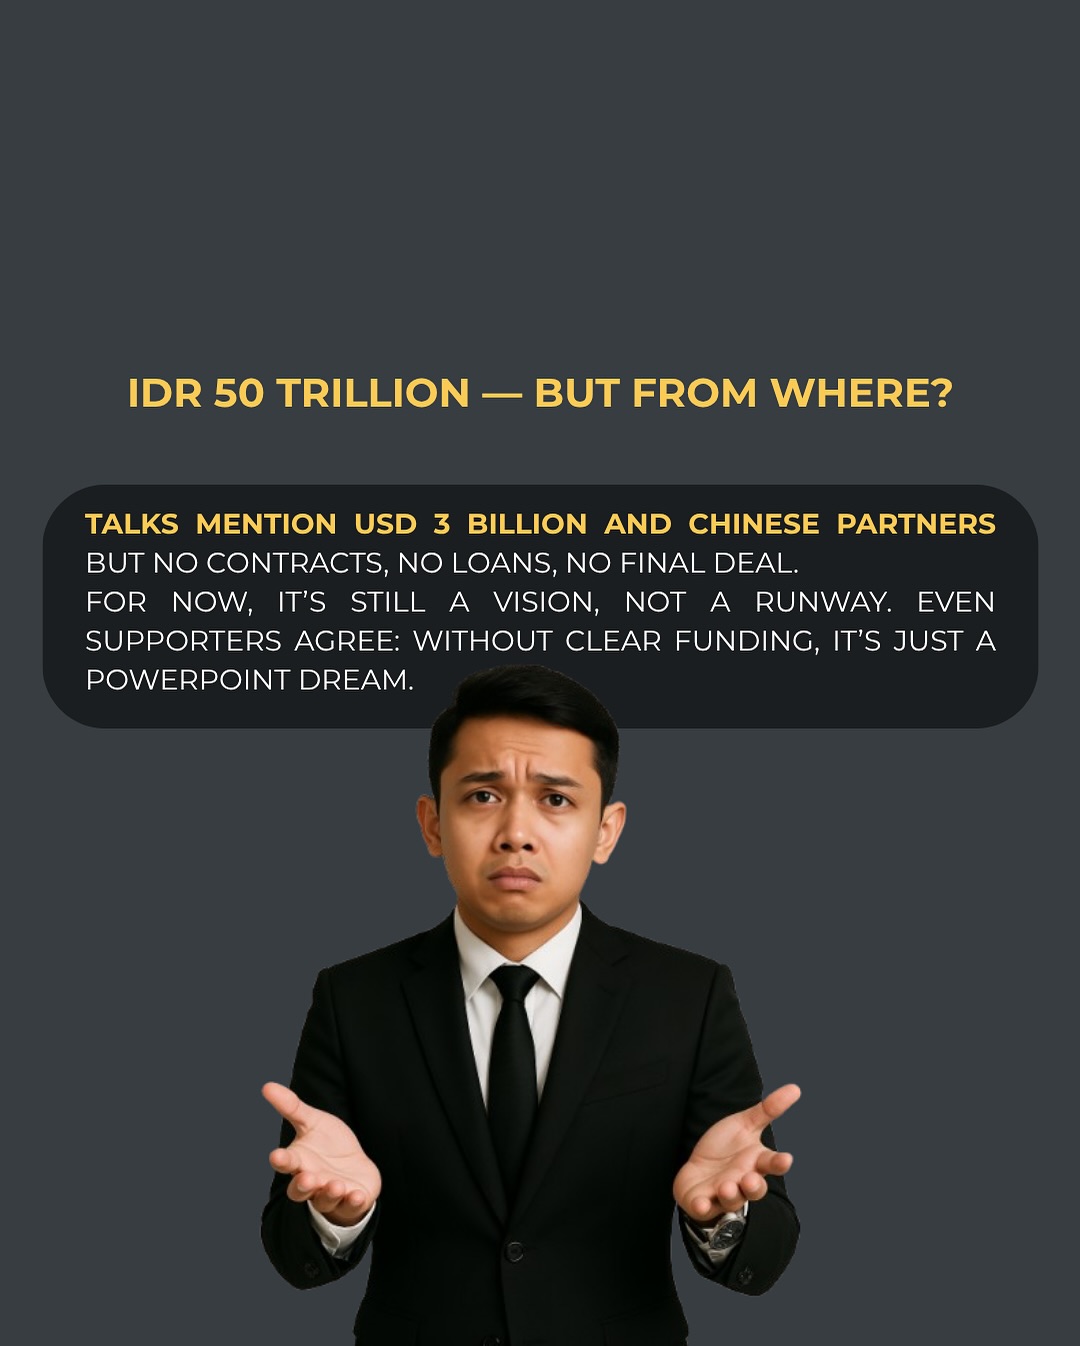 IDR 50 TRILLION — BUT FROM WHERE?
TALKS MENTION USD 3 BILLION AND CHINESE PARTNERS
BUT NO CONTRACTS, NO LOANS, NO FINAL DEAL.
FOR NOW, IT’S STILL A VISION, NOT A RUNWAY. EVEN
SUPPORTERS AGREE: WITHOUT CLEAR FUNDING, IT’S JUST A
POWERPOINT DREAM.